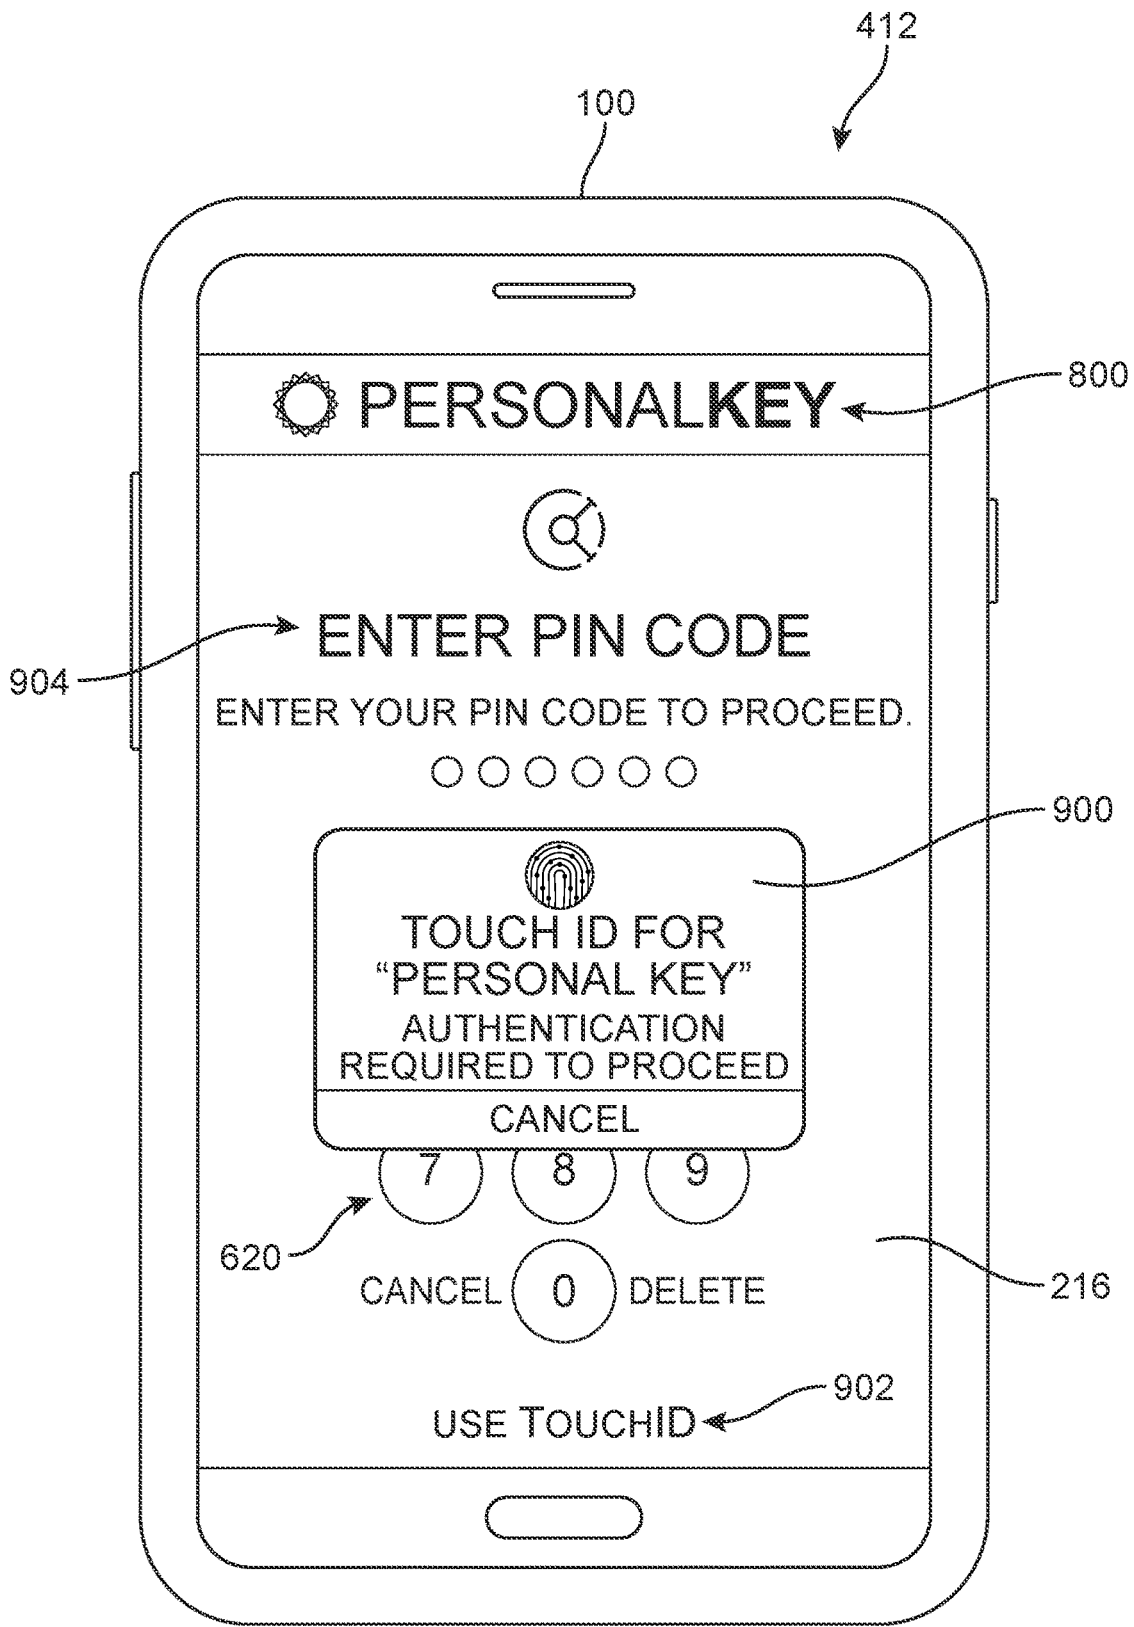 412
100
PERSONALKEY
800
ENTER PIN CODE
904
ENTER YOUR PIN CODE TO PROCEED.
900
TOUCH ID FOR
“PERSONAL KEY”
AUTHENTICATION
REQUIRED TO PROCEED
CANCEL
7 8 9
620
CANCEL 0 DELETE
216
902
USE TOUCHID